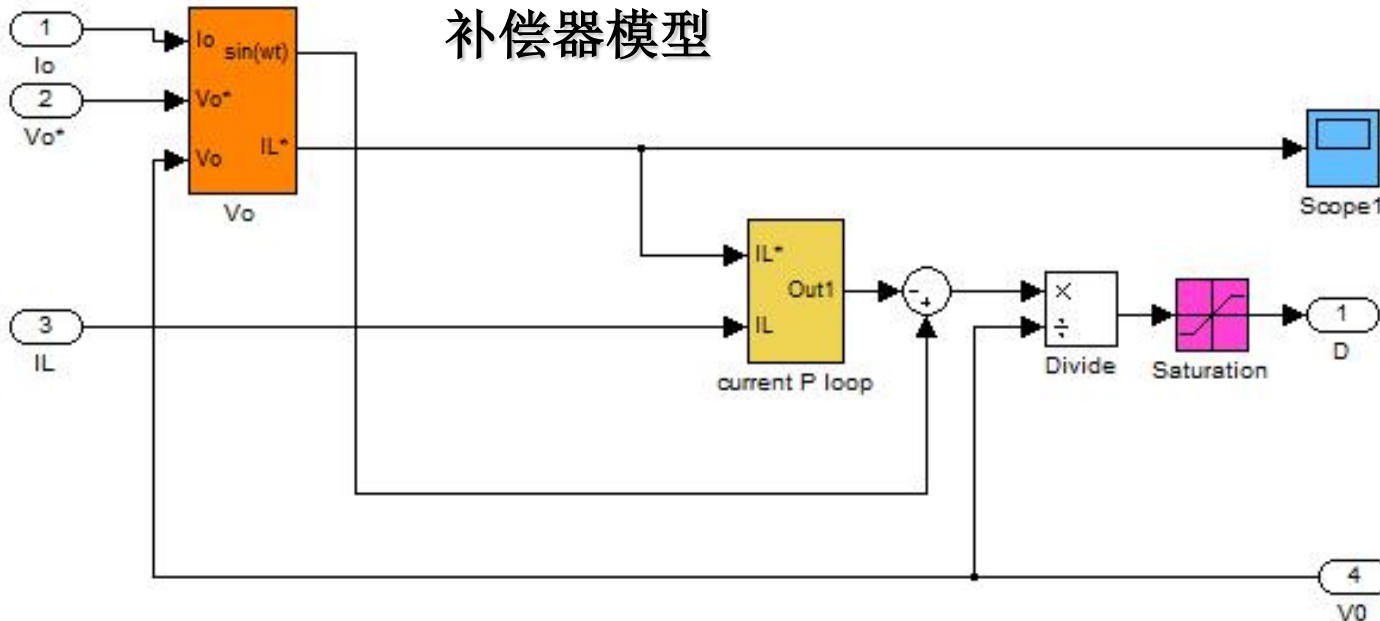 补偿器模型
1
Io
2
Vo*
Io
sin(wt)
Vo*
IL*
Vo
Vo
Scope1
IL*
Out1
IL
current P loop
-
+
×
÷
Divide
Saturation
1
D
3
IL
4
V0